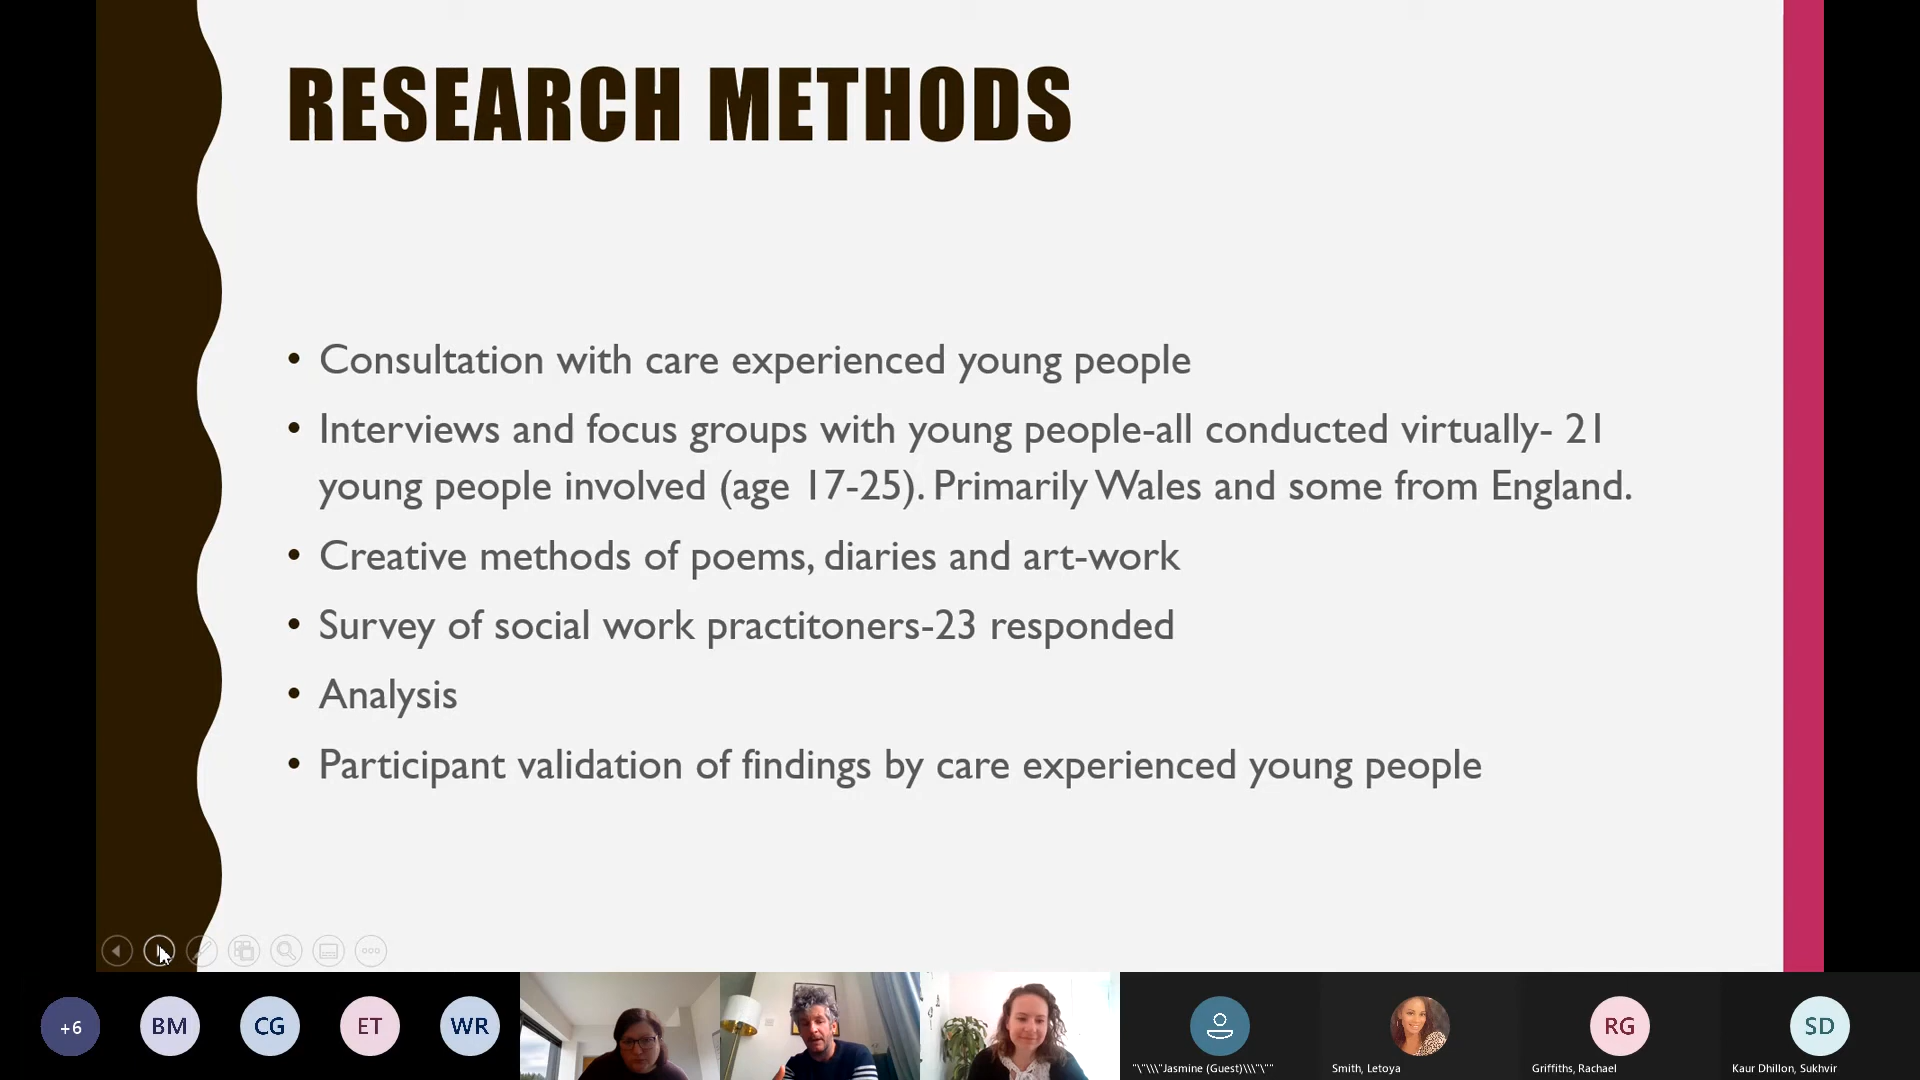 RESEARCH METHODS
• Consultation with care experienced young people
• Interviews and focus groups with young people-all conducted virtually- 21
young people involved (age 17-25). Primarily Wales and some from England.
• Creative methods of poems, diaries and art-work
• Survey of social work practitoners-23 responded
• Analysis
• Participant validation of findings by care experienced young people
+6
BM
CG
ET
WR
RG
SD
"\"\\\"Jasmine (Guest)\\\"\""
Smith, Letoya
Griffiths, Rachael
Kaur Dhillon, Sukhvir